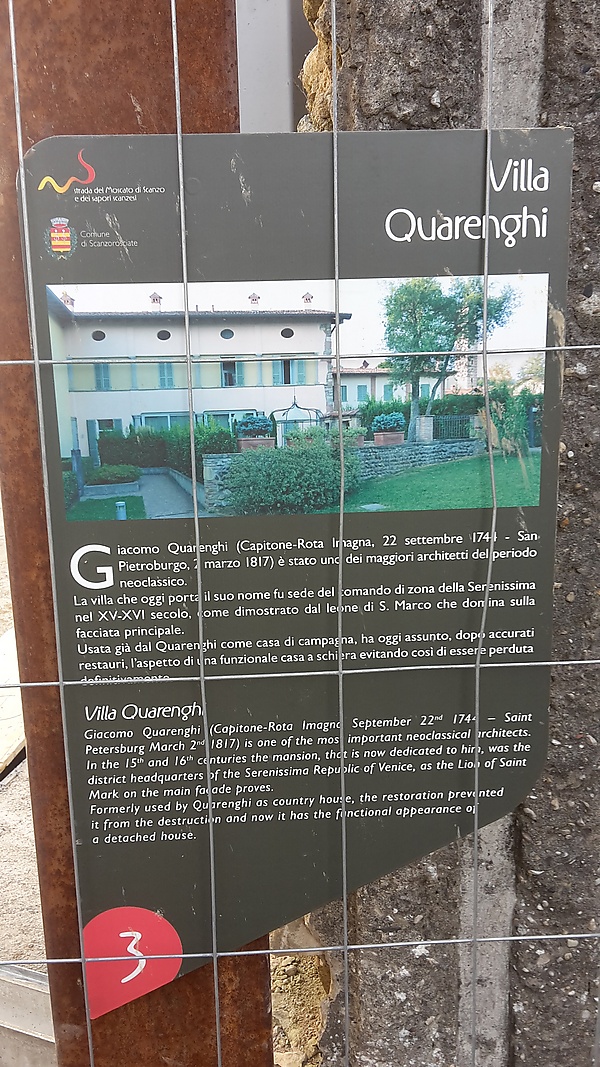 strada del Moscato di Scanzo
e dei sapori scanzesi
Comune
di Scanzorosciate
Villa
Quarenghi
Giacomo Quarenghi (Capitone-Rota Imagna, 22 settembre 1744 - San
Pietroburgo, 2 marzo 1817) è stato uno dei maggiori architetti del periodo
neoclassico.
La villa che oggi porta il suo nome fu sede del comando di zona della Serenissima
nel XV-XVI secolo, come dimostrato dal leone di S. Marco che domina sulla
facciata principale.
Usata già dal Quarenghi come casa di campagna, ha oggi assunto, dopo accurati
restauri, l'aspetto di una funzionale casa a schiera evitando così di essere perduta
definitivamente.
Villa Quarenghi
Giacomo Quarenghi (Capitone-Rota Imagna September 22nd 1744 – Saint
Petersburg March 2nd 1817) is one of the most important neoclassical architects.
In the 15th and 16th centuries the mansion, that is now dedicated to him, was the
district headquarters of the Serenissima Republic of Venice, as the Lion of Saint
Mark on the main façade proves.
Formerly used by Quarenghi as country house, the restoration prevented
it from the destruction and now it has the functional appearance of
a detached house.
3